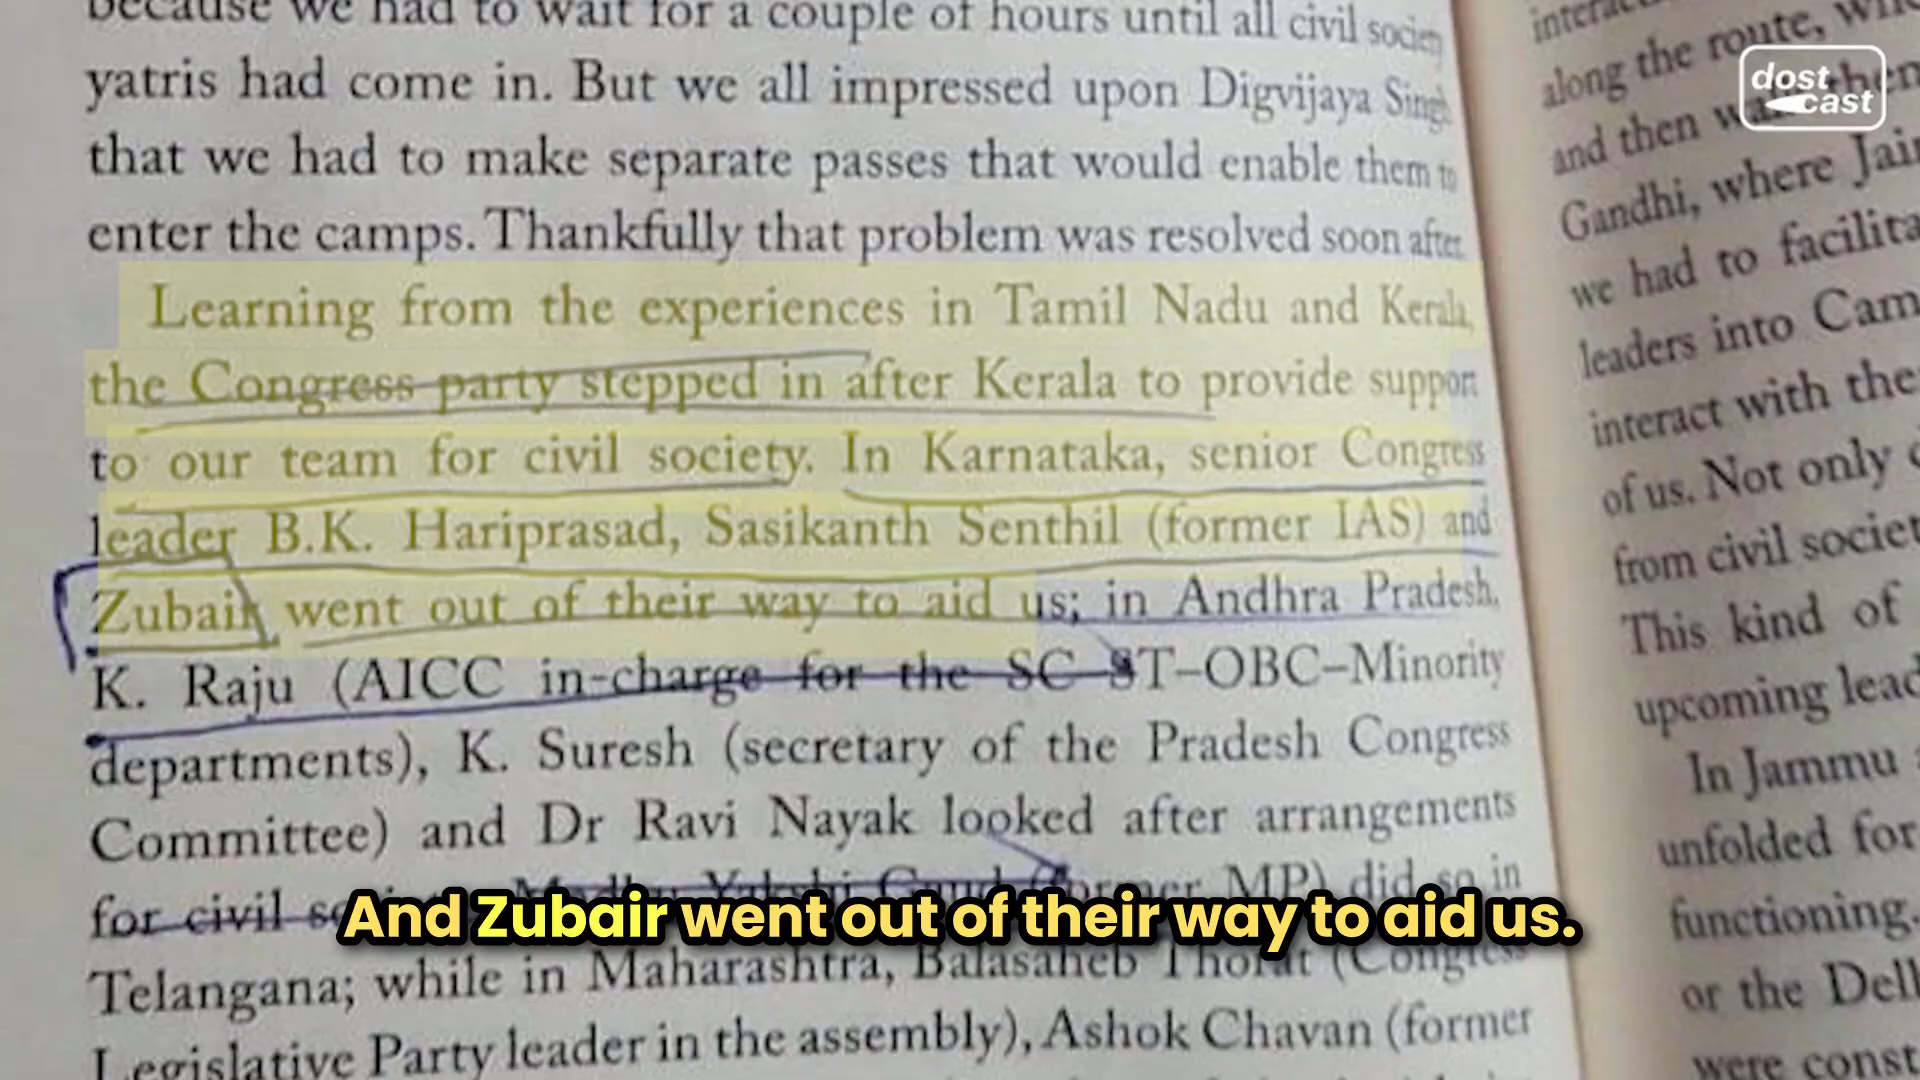 because we had to wait for a couple of hours until all civil society
yatris had come in. But we all impressed upon Digvijaya Singh
that we had to make separate passes that would enable them to
enter the camps. Thankfully that problem was resolved soon after.
Learning from the experiences in Tamil Nadu and Kerala,
the Congress party stepped in after Kerala to provide support
to our team for civil society. In Karnataka, senior Congress
leader B.K. Hariprasad, Sasikanth Senthil (former IAS) and
Zubair went out of their way to aid us; in Andhra Pradesh,
K. Raju (AICC in-charge for the SC–ST–OBC–Minority
departments), K. Suresh (secretary of the Pradesh Congress
Committee) and Dr Ravi Nayak looked after arrangements
for civil Madhu Yakshi Gaud (former MP) did so in
Telangana; while in Maharashtra, Balasaheb Thorat (Congress
Legislative Party leader in the assembly), Ashok Chavan (former
along the route,
and then
Gandhi, where
we had to
leaders into
interact with
of us. Not only
from civil
This kind of
upcoming
In Jammu
unfolded for
functioning.
or the
were
dost
cast
And Zubair went out of their way to aid us.